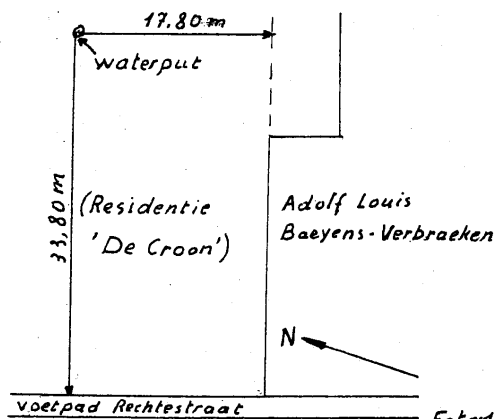 17.80 m
waterput
33,80 m
(Residentie
'De Croon')
Adolf Louis
Baeyens-Verbraeken
N
voetpad Rechtestraat